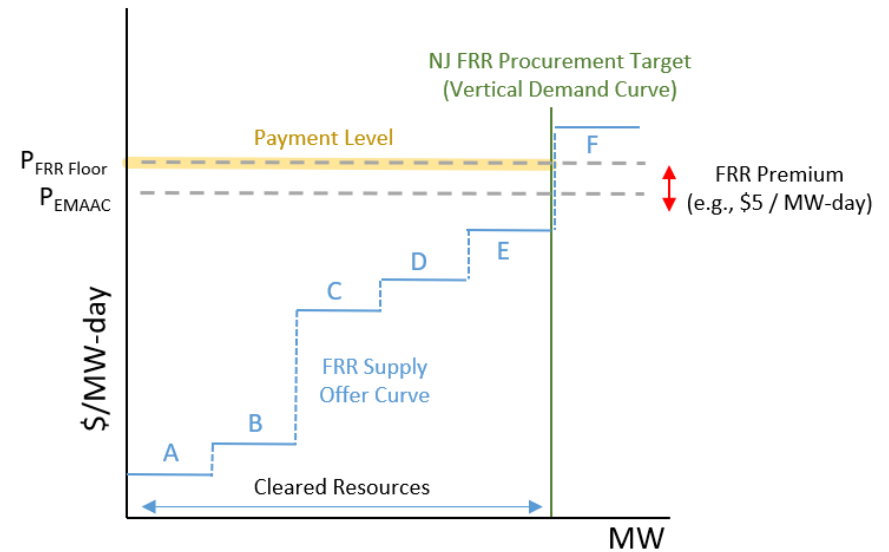 NJ FRR Procurement Target
(Vertical Demand Curve)
Payment Level
P FRR Floor
P EMAAC
F
FRR Premium
(e.g., $5 / MW-day)
E
D
C
B
A
FRR Supply
Offer Curve
$/MW-day
Cleared Resources
MW